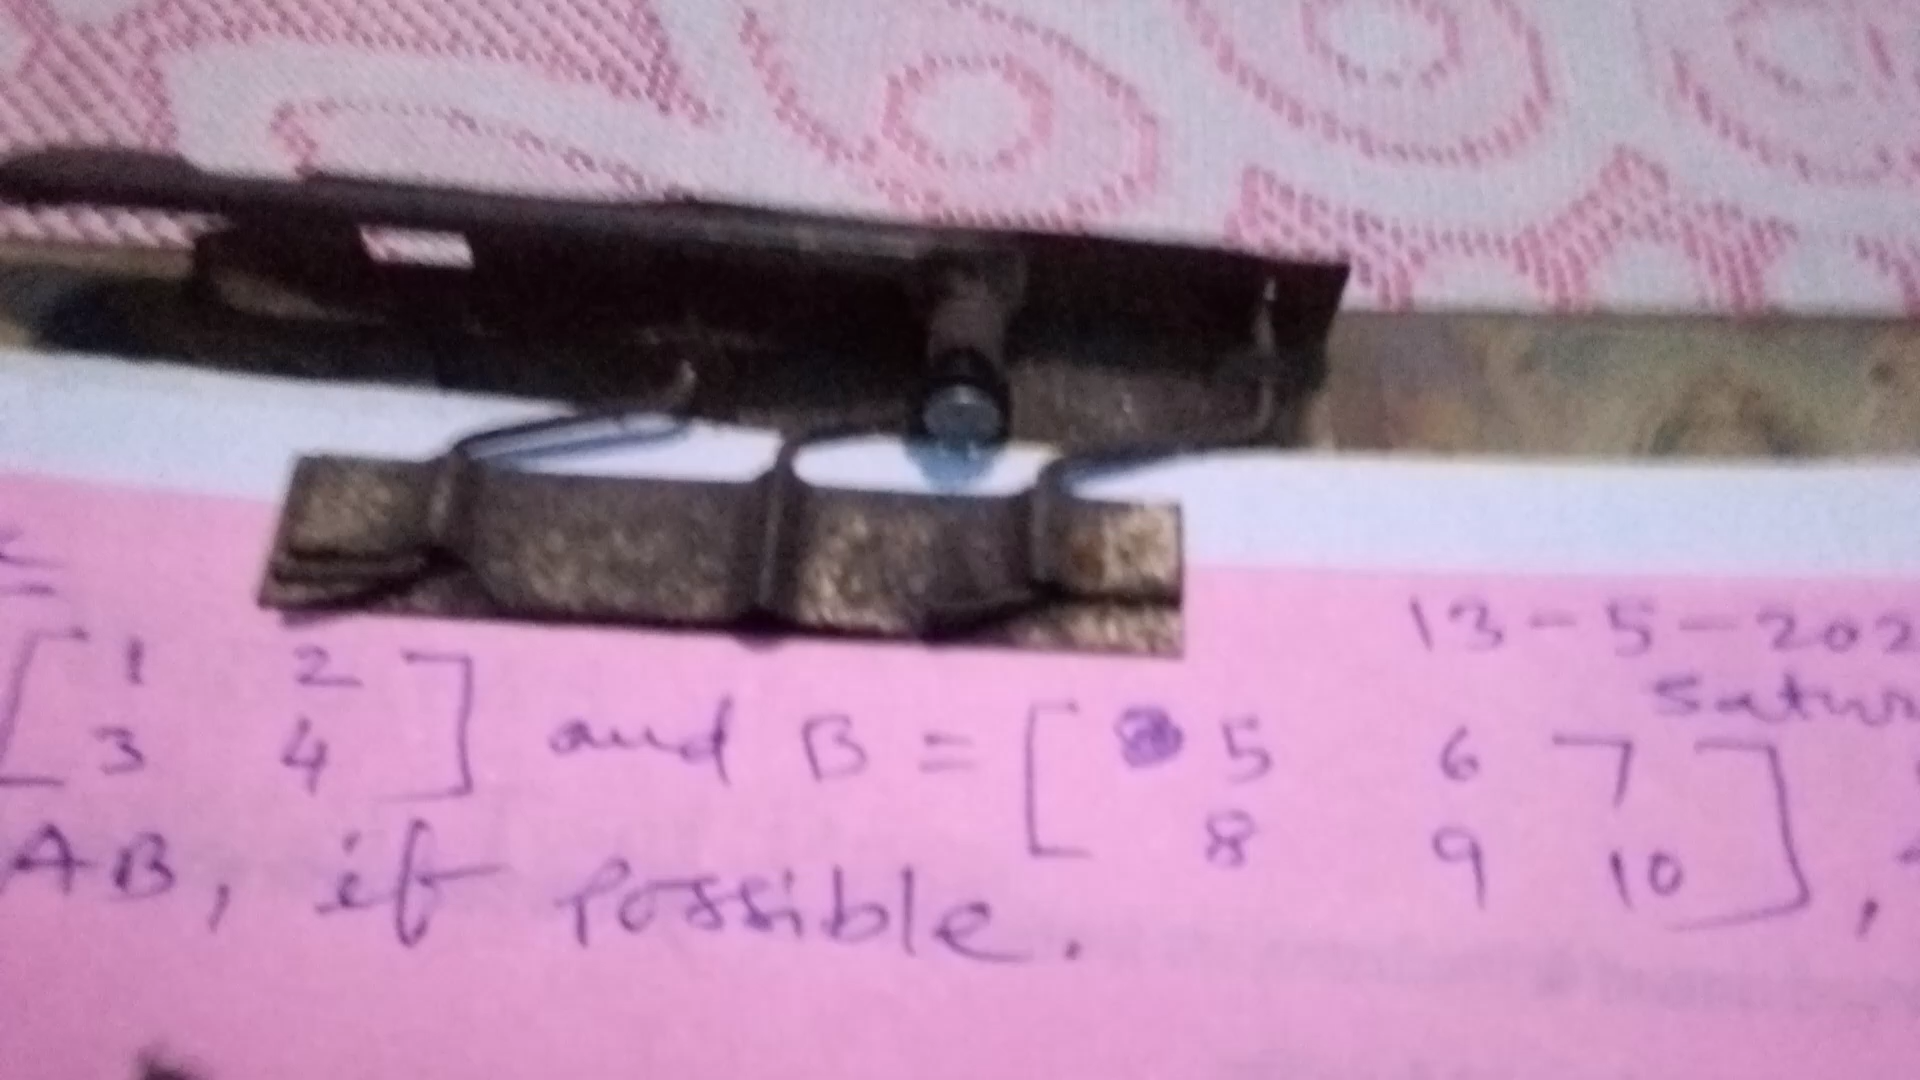 13-5-202
Satur
[1 2] and B = [5 6 7]
[3 4] [8 9 10],
AB, if possible.